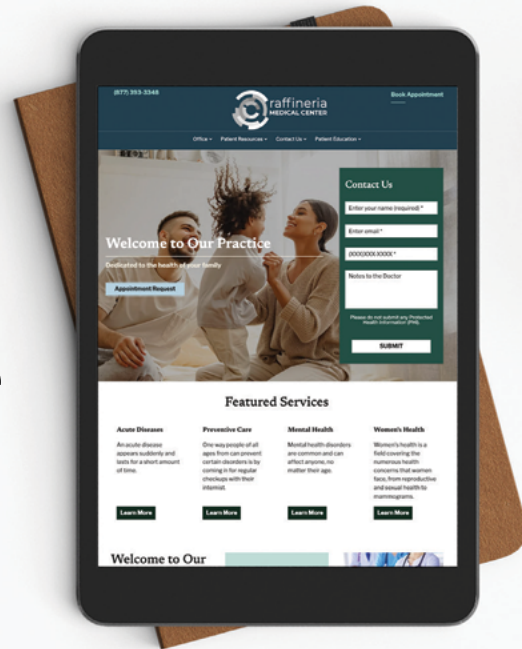 (877) 393-3348
raffineria
MEDICAL CENTER
Book Appointment
Office Patient Resources Contact Us Patient Education
Welcome to Our Practice
Dedicated to the health of your family
Appointment Request
Contact Us
Enter your name (required) *
Enter email *
(XXX)XXX-XXXX *
Notes to the Doctor
Please do not submit any Protected
Health Information (PHI).
SUBMIT
Featured Services
Acute Diseases
An acute disease
appears suddenly and
lasts for a short amount
of time.
Learn More
Preventive Care
One way people of all
ages from can prevent
certain disorders is by
coming in for regular
checkups with their
internist.
Learn More
Mental Health
Mental health disorders
are common and can
affect anyone, no
matter their age.
Learn More
Women's Health
Women's health is a
field covering the
numerous health
concerns that women
face, from reproductive
and sexual health to
mammograms.
Learn More
Welcome to Our